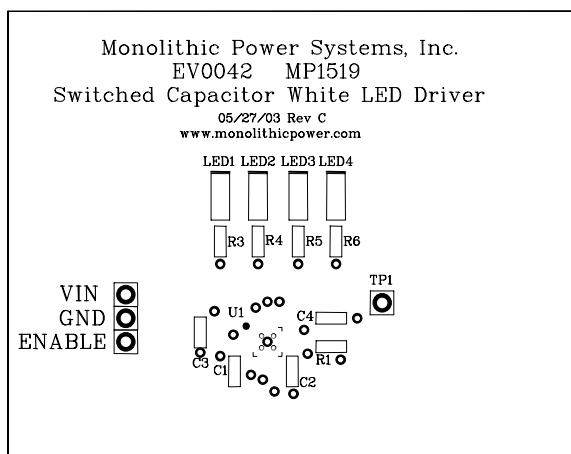 Monolithic Power Systems, Inc.
EV0042 MP1519
Switched Capacitor White LED Driver
05/27/03 Rev C
www.monolithicpower.com
LED1 LED2 LED3 LED4
R3 R4 R5 R6
TP1
VIN
GND
ENABLE
U1
C4
C3
C1
C2
R1